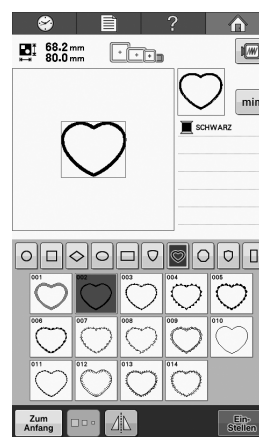 ?
68.2 mm
80.0 mm
min
SCHWARZ
001 002 003 004 005
006 007 008 009 010
011 012 013 014
Zum
Anfang
Ein-
Stellen